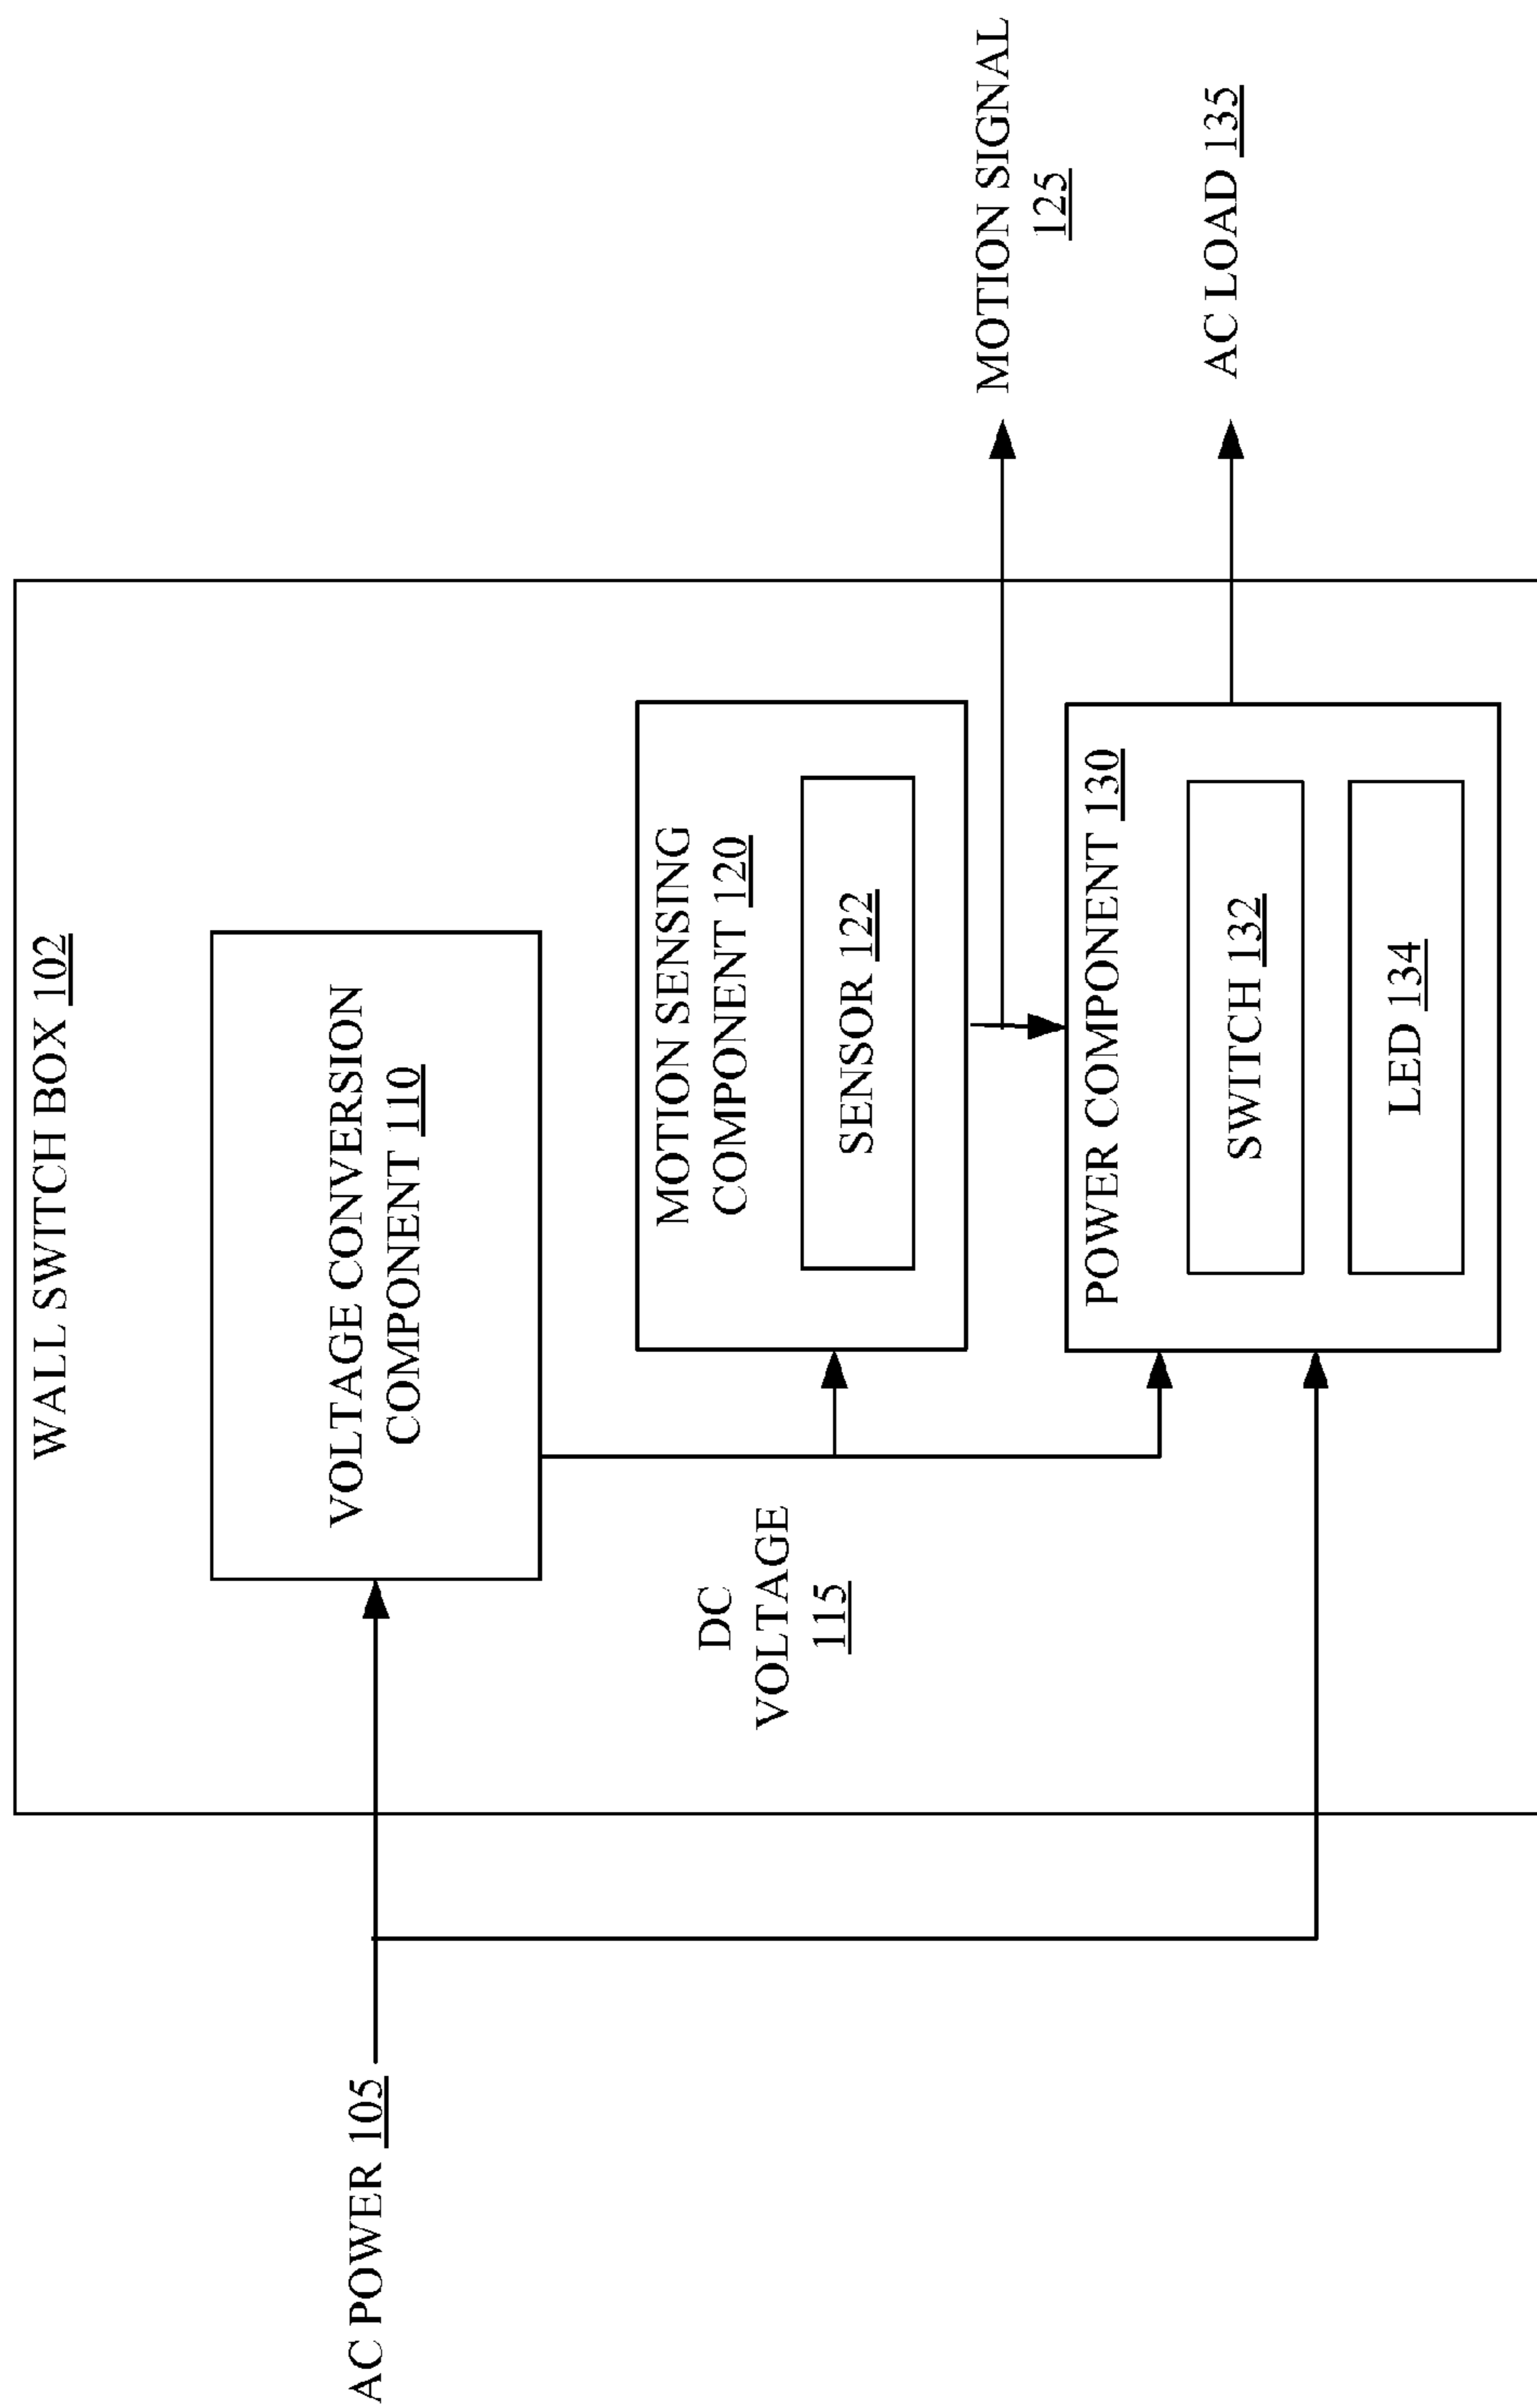 WALL SWITCH BOX 102
AC POWER 105
VOLTAGE CONVERSION
COMPONENT 110
DC
VOLTAGE
115
MOTION SENSING
COMPONENT 120
SENSOR 122
MOTION SIGNAL
125
POWER COMPONENT 130
SWITCH 132
LED 134
AC LOAD 135